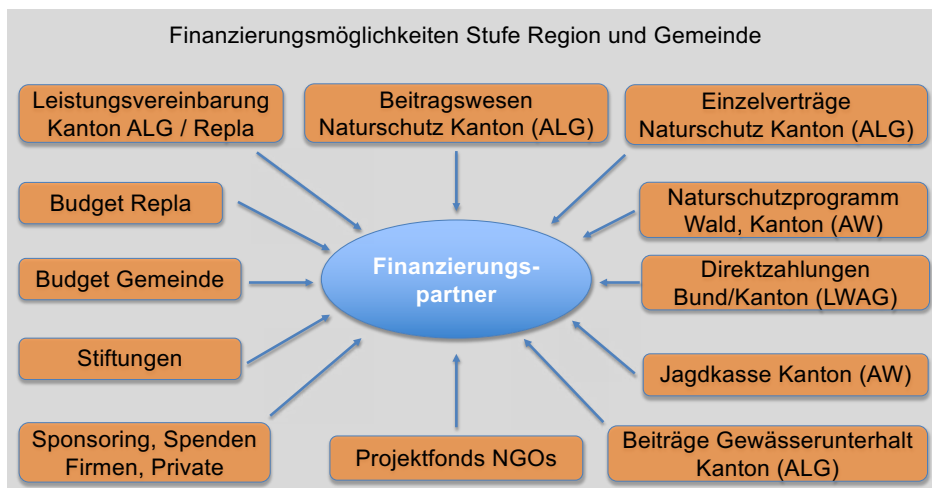 Finanzierungsmöglichkeiten Stufe Region und Gemeinde
Leistungsvereinbarung
Kanton ALG / Repla
Beitragswesen
Naturschutz Kanton (ALG)
Einzelverträge
Naturschutz Kanton (ALG)
Budget Repla
Naturschutzprogramm
Wald, Kanton (AW)
Finanzierungs-
partner
Budget Gemeinde
Direktzahlungen
Bund/Kanton (LWAG)
Stiftungen
Jagdkasse Kanton (AW)
Sponsoring, Spenden
Firmen, Private
Projektfonds NGOs
Beiträge Gewässerunterhalt
Kanton (ALG)